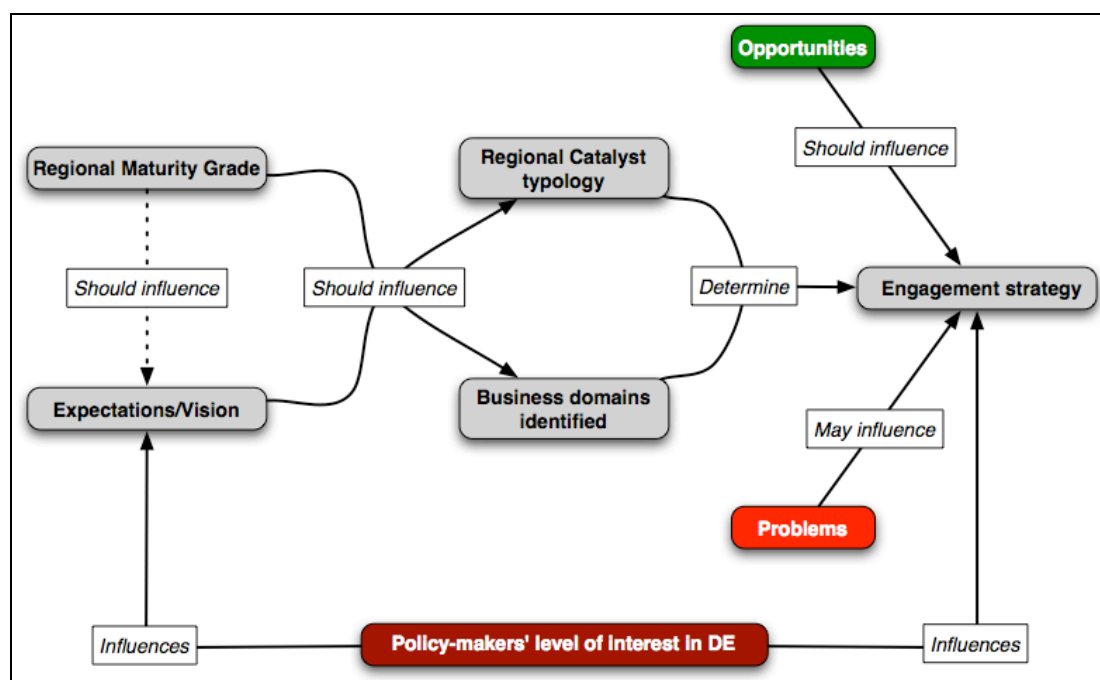 Opportunities
Should influence
Regional Maturity Grade
Regional Catalyst
typology
Should influence
Should influence
Determine
Engagement strategy
Expectations/Vision
Business domains
identified
May influence
Problems
Influences
Policy-makers' level of interest in DE
Influences